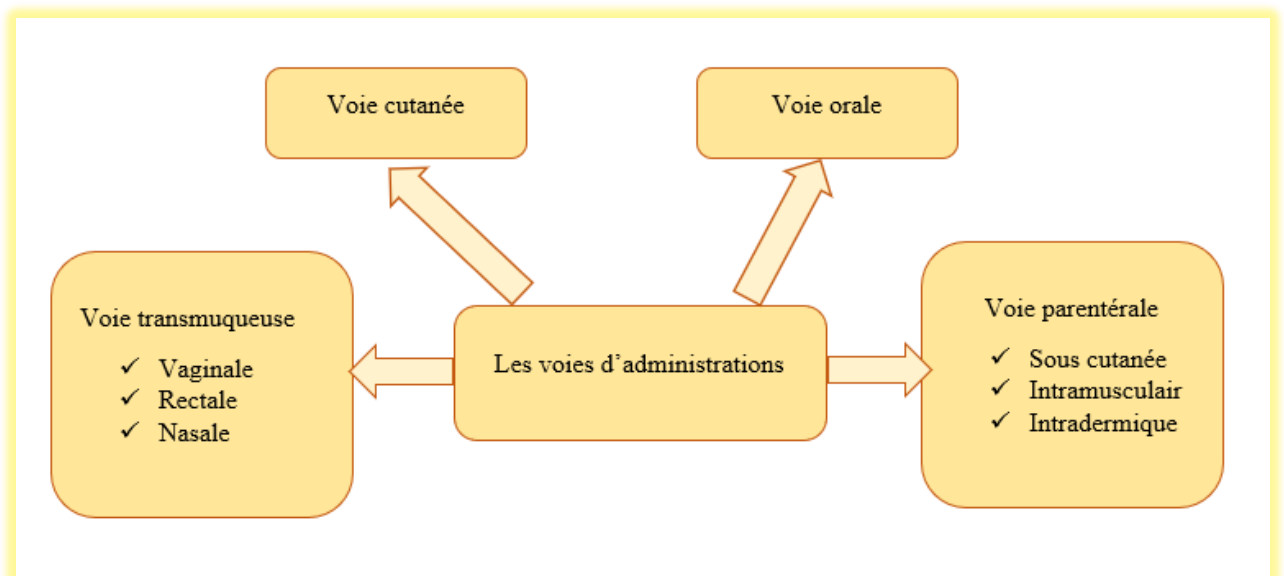 Voie cutanée
Voie orale
Voie transmuqueuse
✓ Vaginale
✓ Rectale
✓ Nasale
Les voies d’administrations
Voie parentérale
✓ Sous cutanée
✓ Intramusculair
✓ Intradermique